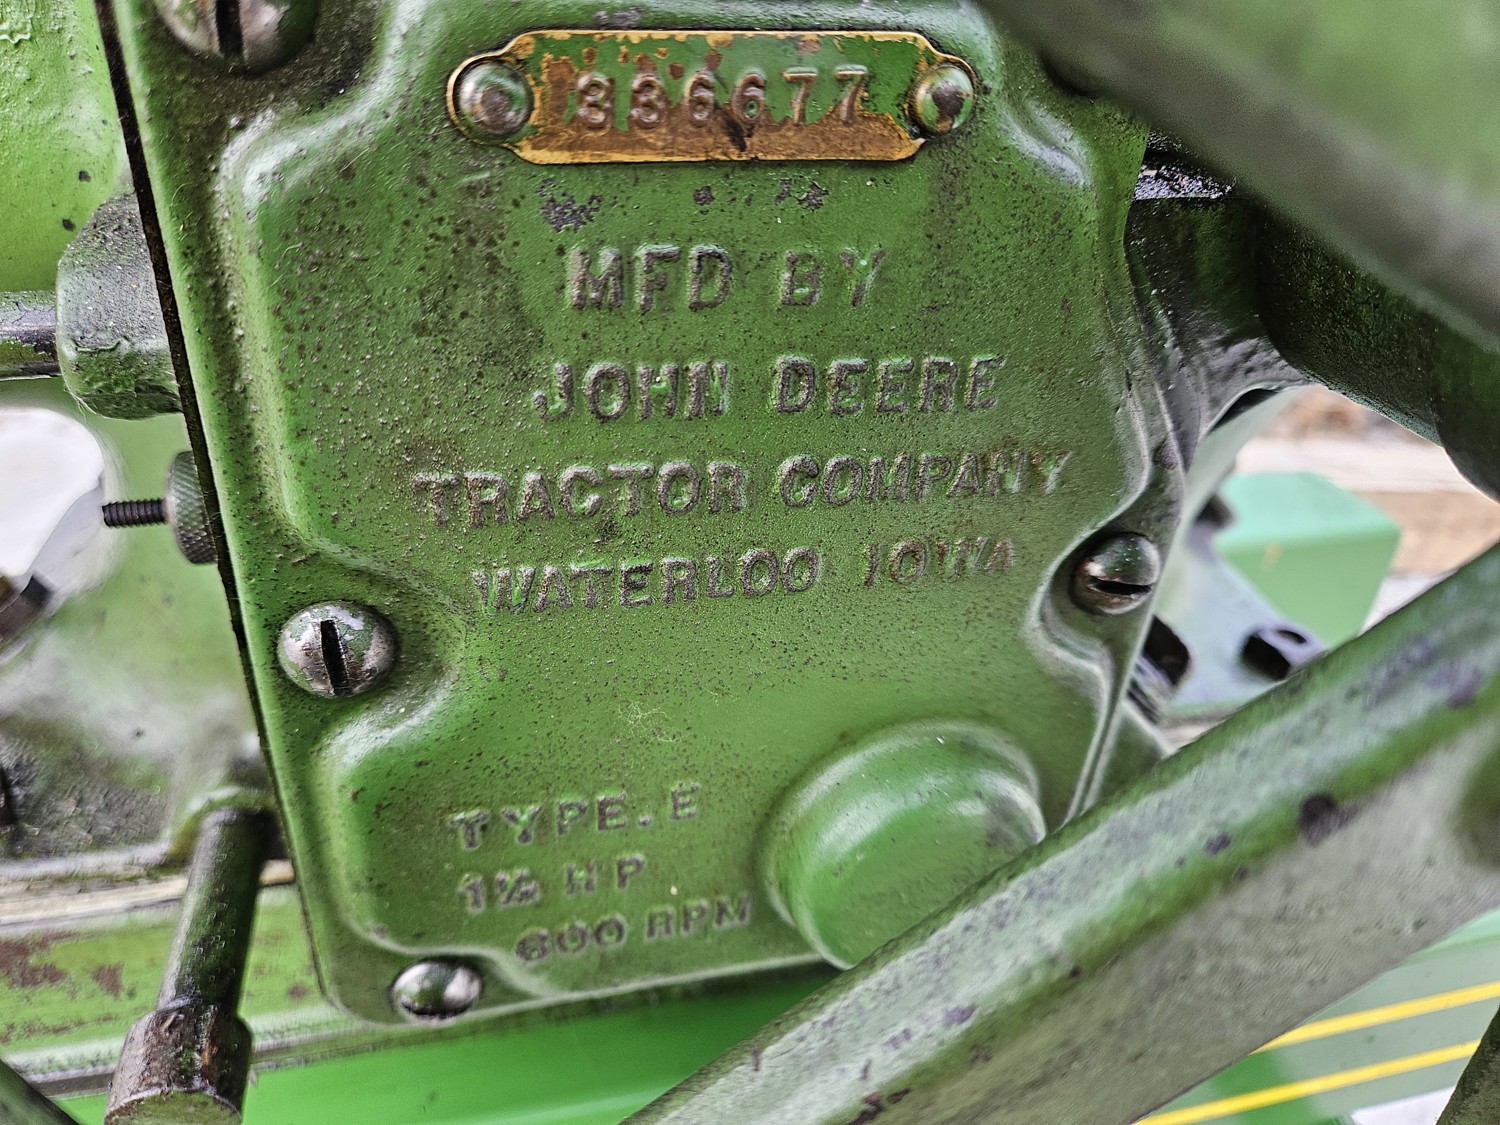 336677
MFD BY
JOHN DEERE
TRACTOR COMPANY
WATERLOO IOWA
TYPE. E
1½ HP
600 RPM